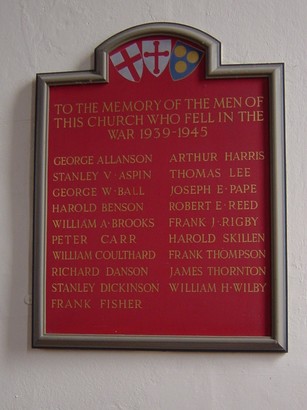 TO THE MEMORY OF THE MEN OF
THIS CHURCH WHO FELL IN THE
WAR 1939-1945
GEORGE ALLANSON
STANLEY V·ASPIN
GEORGE W·BALL
HAROLD BENSON
WILLIAM A·BROOKS
PETER CARR
WILLIAM COULTHARD
RICHARD DANSON
STANLEY DICKINSON
FRANK FISHER
ARTHUR HARRIS
THOMAS LEE
JOSEPH E·PAPE
ROBERT E·REED
FRANK J·RIGBY
HAROLD SKILLEN
FRANK THOMPSON
JAMES THORNTON
WILLIAM H·WILBY